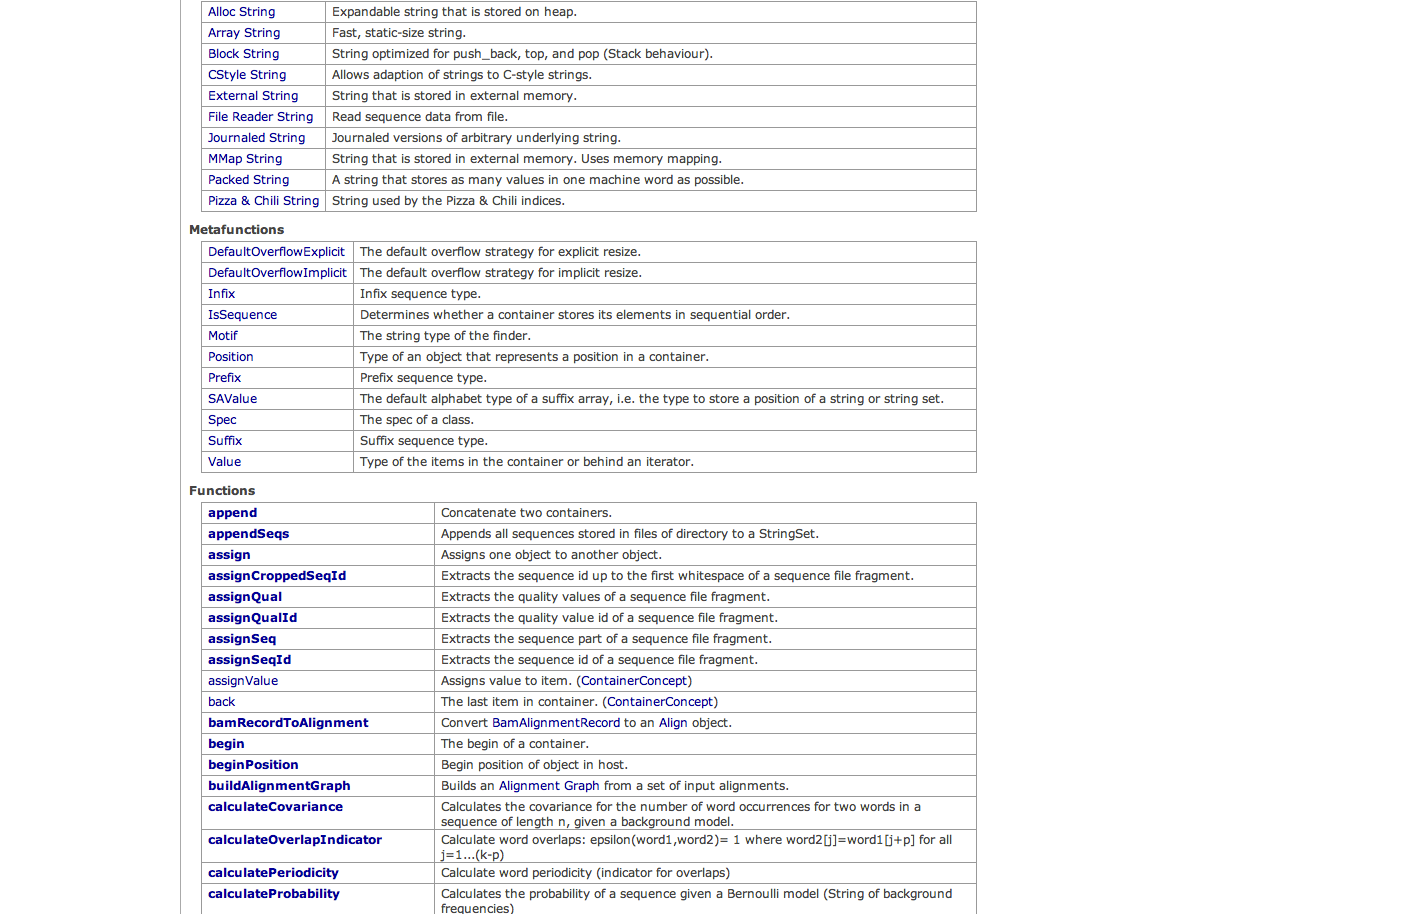 Alloc String Expandable string that is stored on heap.
Array String Fast, static-size string.
Block String String optimized for push_back, top, and pop (Stack behaviour).
CStyle String Allows adaption of strings to C-style strings.
External String String that is stored in external memory.
File Reader String Read sequence data from file.
Journaled String Journaled versions of arbitrary underlying string.
MMap String String that is stored in external memory. Uses memory mapping.
Packed String A string that stores as many values in one machine word as possible.
Pizza & Chili String String used by the Pizza & Chili indices.
Metafunctions
DefaultOverflowExplicit The default overflow strategy for explicit resize.
DefaultOverflowImplicit The default overflow strategy for implicit resize.
Infix Infix sequence type.
IsSequence Determines whether a container stores its elements in sequential order.
Motif The string type of the finder.
Position Type of an object that represents a position in a container.
Prefix Prefix sequence type.
SAValue The default alphabet type of a suffix array, i.e. the type to store a position of a string or string set.
Spec The spec of a class.
Suffix Suffix sequence type.
Value Type of the items in the container or behind an iterator.
Functions
append Concatenate two containers.
appendSeqs Appends all sequences stored in files of directory to a StringSet.
assign Assigns one object to another object.
assignCroppedSeqId Extracts the sequence id up to the first whitespace of a sequence file fragment.
assignQual Extracts the quality values of a sequence file fragment.
assignQualId Extracts the quality value id of a sequence file fragment.
assignSeq Extracts the sequence part of a sequence file fragment.
assignSeqId Extracts the sequence id of a sequence file fragment.
assignValue Assigns value to item. (ContainerConcept)
back The last item in container. (ContainerConcept)
bamRecordToAlignment Convert BamAlignmentRecord to an Align object.
begin The begin of a container.
beginPosition Begin position of object in host.
buildAlignmentGraph Builds an Alignment Graph from a set of input alignments.
calculateCovariance Calculates the covariance for the number of word occurrences for two words in a
sequence of length n, given a background model.
calculateOverlapIndicator Calculate word overlaps: epsilon(word1,word2)= 1 where word2[j]=word1[j+p] for all
j=1...(k-p)
calculatePeriodicity Calculate word periodicity (indicator for overlaps)
calculateProbability Calculates the probability of a sequence given a Bernoulli model (String of background
frequencies)